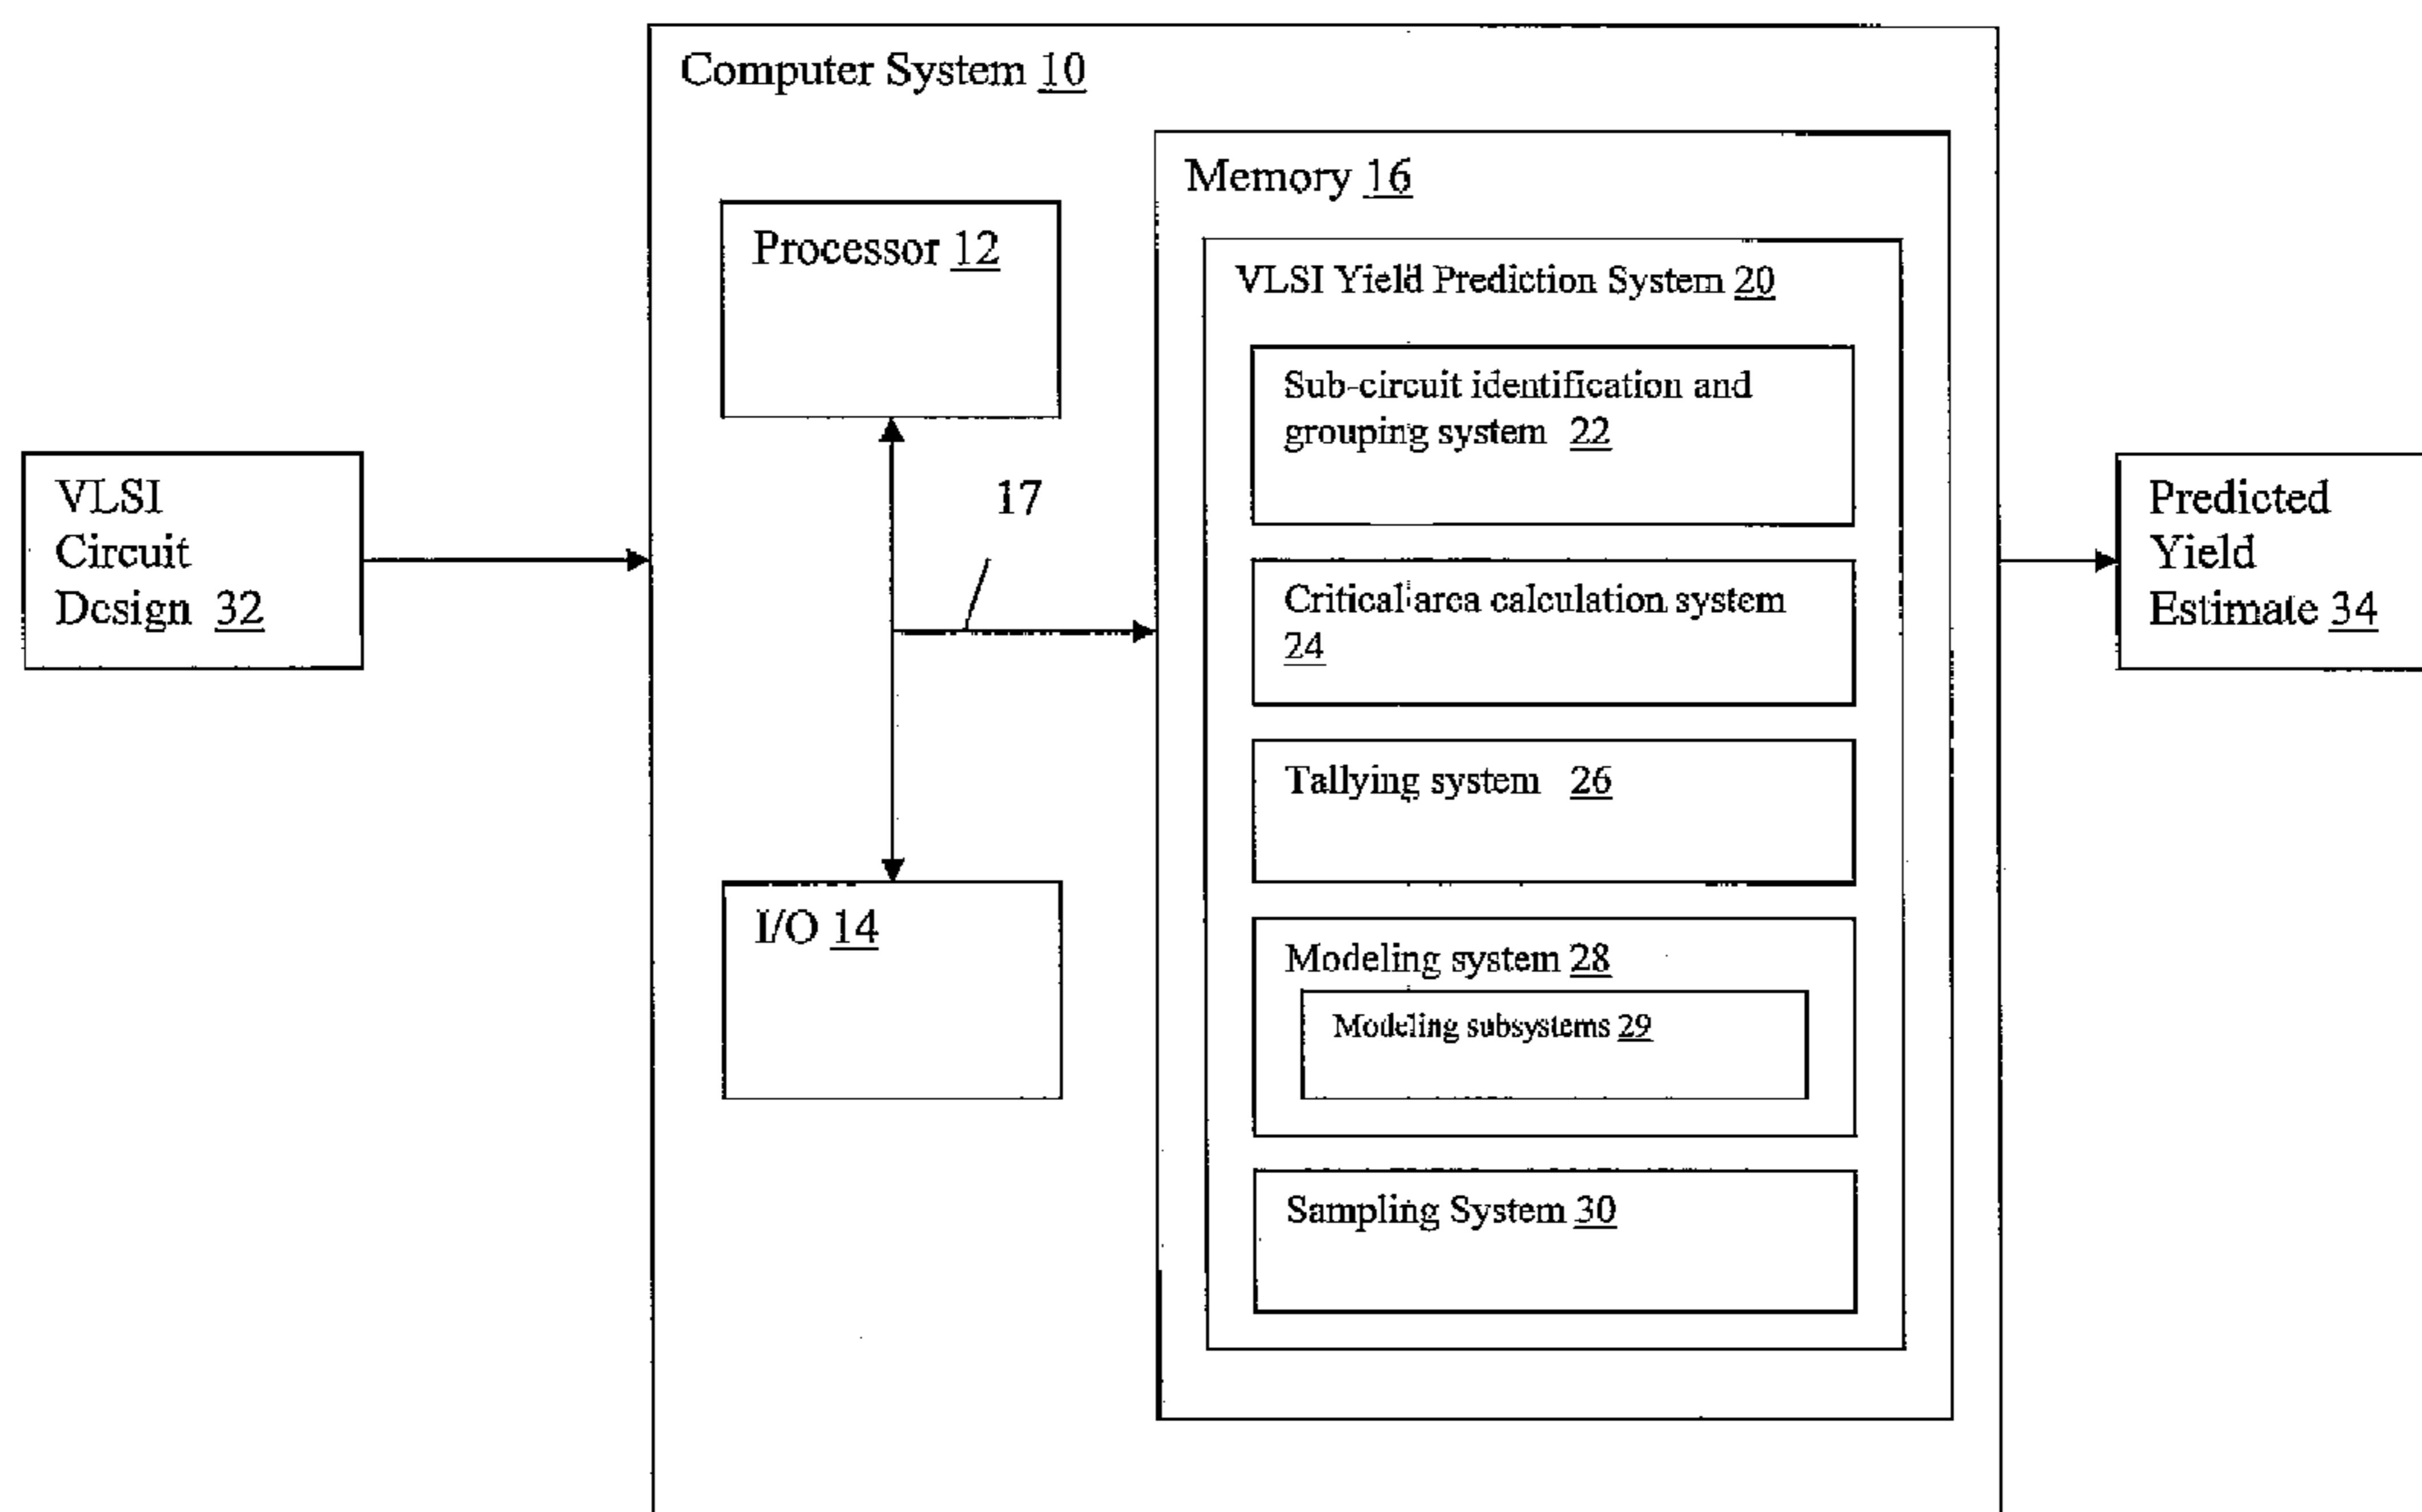 Computer System 10
Memory 16
Processor 12
VLSI Yield Prediction System 20
Sub-circuit identification and
grouping system 22
VLSI
Circuit
Design 32
17
Predicted
Yield
Estimate 34
Critical area calculation system
24
Tallying system 26
I/O 14
Modeling system 28
Modeling subsystems 29
Sampling System 30